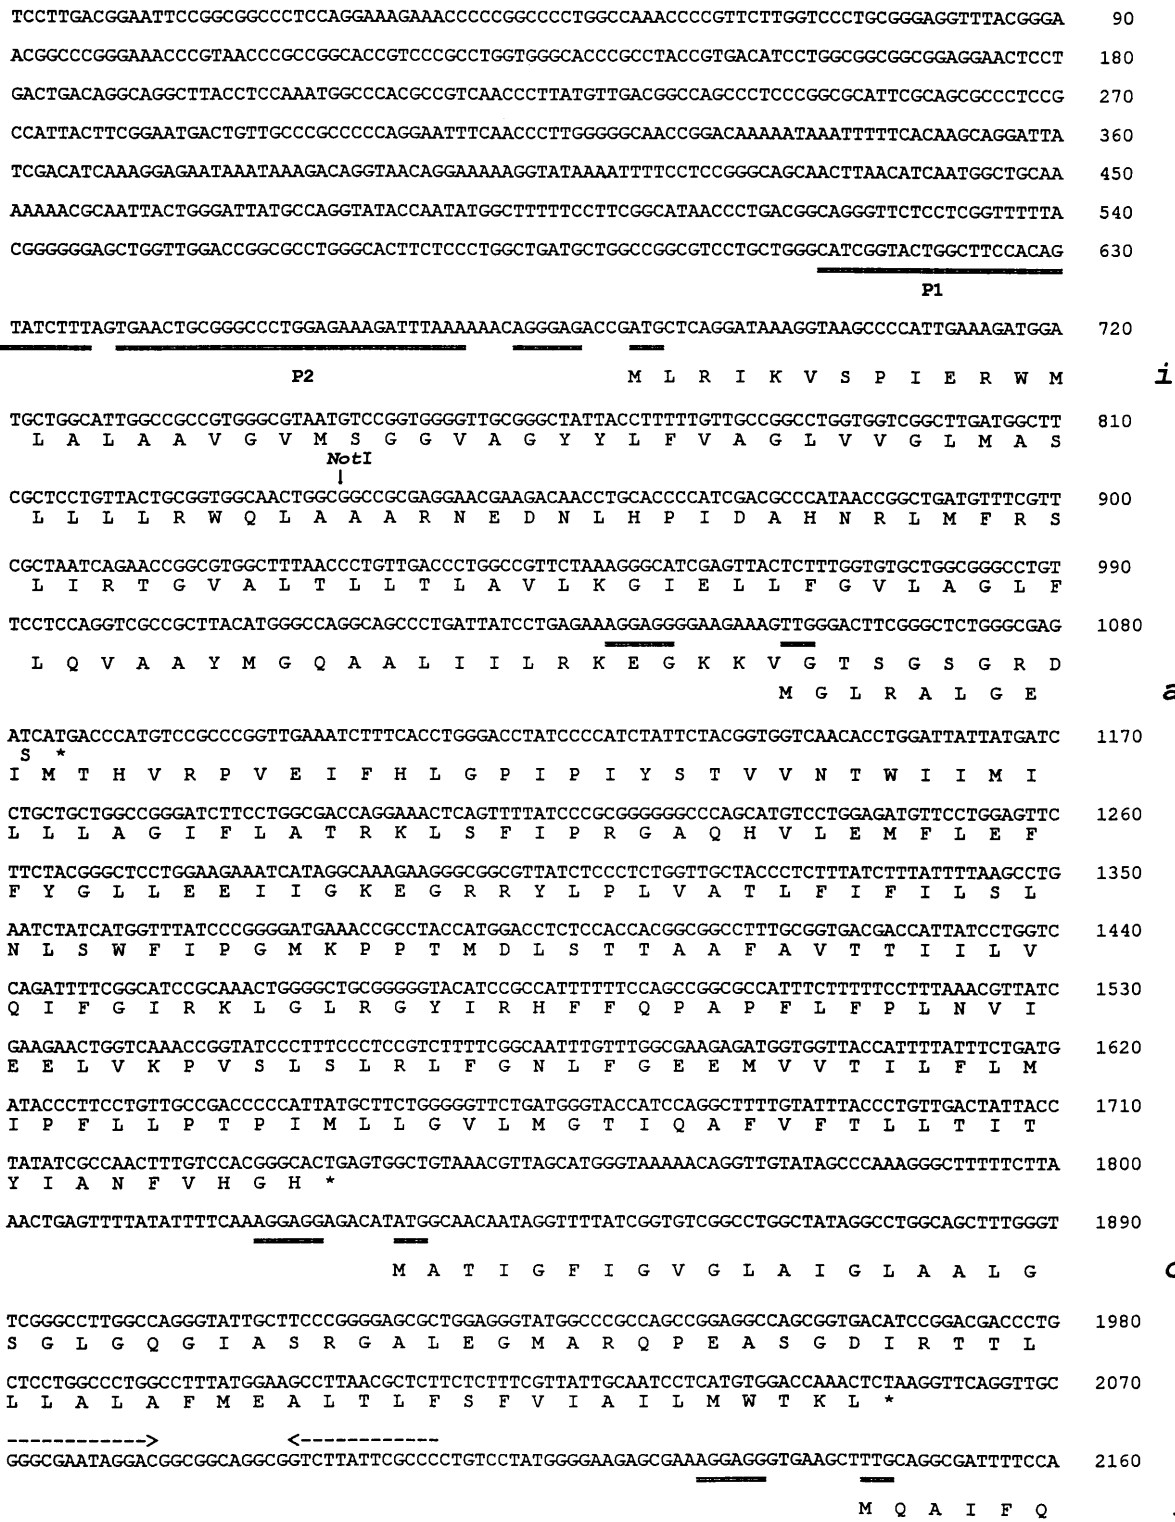 TCCTTGACGGAATTCCGGCGGCCCTCCAGGAAAGAAACCCCCGGCCCCTGGCCAAACCCCGTTCTTGGTCCCTGCGGGAGGTTTACGGGA 90
ACGGCCCGGGAAACCCGTAACCCGCCGGCACCGTCCCGCCTGGTGGGCACCCGCCTACCGTGACATCCTGGCGGCGGCGGAGGAACTCCT 180
GACTGACAGGCAGGCTTACCTCCAAATGGCCCACGCCGTCAACCCTTATGTTGACGGCCAGCCCTCCCGGCGCATTCGCAGCGCCCTCCG 270
CCATTACTTCGGAATGACTGTTGCCCGCCCCCAGGAATTTCAACCCTTGGGGGCAACCGGACAAAAATAAATTTTTCACAAGCAGGATTA 360
TCGACATCAAAGGAGAATAAATAAAGACAGGTAACAGGAAAAAGGTATAAAATTTTCCTCCGGGCAGCAACTTAACATCAATGGCTGCAA 450
AAAAACGCAATTACTGGGATTATGCCAGGTATACCAATATGGCTTTTTCCTTCGGCATAACCCTGACGGCAGGGTTCTCCTCGGTTTTTA 540
CGGGGGGAGCTGGTTGGACCGGCGCCTGGGCACTTCTCCCTGGCTGATGCTGGCCGGCGTCCTGCTGGGCATCGGTACTGGCTTCCACAG 630
P1
TATCTTTAGTGAACTGCGGGCCCTGGAGAAAGATTTAAAAAACAGGGAGACCGATGCTCAGGATAAAGGTAAGCCCCATTGAAAGATGGA 720
P2 M L R I K V S P I E R W M i
TGCTGGCATTGGCCGCCGTGGGCGTAATGTCCGGTGGGGTTGCGGGCTATTACCTTTTTGTTGCCGGCCTGGTGGTCGGCTTGATGGCTT 810
L A L A A V G V M S G G V A G Y Y L F V A G L V V G L M A S
NotI
CGCTCCTGTTACTGCGGTGGCAACTGGCGGCCGCGAGGAACGAAGACAACCTGCACCCCATCGACGCCCATAACCGGCTGATGTTTCGTT 900
L L L L R W Q L A A A R N E D N L H P I D A H N R L M F R S
CGCTAATCAGAACCGGCGTGGCTTTAACCCTGTTGACCCTGGCCGTTCTAAAGGGCATCGAGTTACTCTTTGGTGTGCTGGCGGGCCTGT 990
L I R T G V A L T L L T L A V L K G I E L L F G V L A G L F
TCCTCCAGGTCGCCGCTTACATGGGCCAGGCAGCCCTGATTATCCTGAGAAAGGAGGGGAAGAAAGTTGGGACTTCGGGCTCTGGGCGAG 1080
L Q V A A Y M G Q A A L I I L R K E G K K V G T S G S G R D
M G L R A L G E a
ATCATGACCCATGTCCGCCCGGTTGAAATCTTTCACCTGGGACCTATCCCCATCTATTCTACGGTGGTCAACACCTGGATTATTATGATC 1170
S *
I M T H V R P V E I F H L G P I P I Y S T V V N T W I I M I
CTGCTGCTGGCCGGGATCTTCCTGGCGACCAGGAAACTCAGTTTTATCCCGCGGGGGGCCCAGCATGTCCTGGAGATGTTCCTGGAGTTC 1260
L L L A G I F L A T R K L S F I P R G A Q H V L E M F L E F
TTCTACGGGCTCCTGGAAGAAATCATAGGCAAAGAAGGGCGGCGTTATCTCCCTCTGGTTGCTACCCTCTTTATCTTTATTTTAAGCCTG 1350
F Y G L L E E I I G K E G R R Y L P L V A T L F I F I L S L
AATCTATCATGGTTTATCCCGGGGATGAAACCGCCTACCATGGACCTCTCCACCACGGCGGCCTTTGCGGTGACGACCATTATCCTGGTC 1440
N L S W F I P G M K P P T M D L S T T A A F A V T T I I L V
CAGATTTTCGGCATCCGCAAACTGGGGCTGCGGGGGTACATCCGCCATTTTTTCCAGCCGGCGCCATTTCTTTTTCCTTTAAACGTTATC 1530
Q I F G I R K L G L R G Y I R H F F Q P A P F L F P L N V I
GAAGAACTGGTCAAACCGGTATCCCTTTCCCTCCGTCTTTTCGGCAATTTGTTTGGCGAAGAGATGGTGGTTACCATTTTATTTCTGATG 1620
E E L V K P V S L S L R L F G N L F G E E M V V T I L F L M
ATACCCTTCCTGTTGCCGACCCCCATTATGCTTCTGGGGGTTCTGATGGGTACCATCCAGGCTTTTGTATTTACCCTGTTGACTATTACC 1710
I P F L L P T P I M L L G V L M G T I Q A F V F T L L T I T
TATATCGCCAACTTTGTCCACGGGCACTGAGTGGCTGTAAACGTTAGCATGGGTAAAAACAGGTTGTATAGCCCAAAGGGCTTTTTCTTA 1800
Y I A N F V H G H *
AACTGAGTTTTATATTTTCAAAGGAGGAGACATATGGCAACAATAGGTTTTATCGGTGTCGGCCTGGCTATAGGCCTGGCAGCTTTGGGT 1890
M A T I G F I G V G L A I G L A A L G
TCGGGCCTTGGCCAGGGTATTGCTTCCCGGGGAGCGCTGGAGGGTATGGCCCGCCAGCCGGAGGCCAGCGGTGACATCCGGACGACCCTG 1980
S G L G Q G I A S R G A L E G M A R Q P E A S G D I R T T L
CTCCTGGCCCTGGCCTTTATGGAAGCCTTAACGCTCTTCTCTTTCGTTATTGCAATCCTCATGTGGACCAAACTCTAAGGTTCAGGTTGC 2070
L L A L A F M E A L T L F S F V I A I L M W T K L *
------------> <------------
GGGCGAATAGGACGGCGGCAGGCGGTCTTATTCGCCCCTGTCCTATGGGGAAGAGCGAAAGGAGGGTGAAGCTTTGCAGGCGATTTTCCA 2160
M Q A I F Q